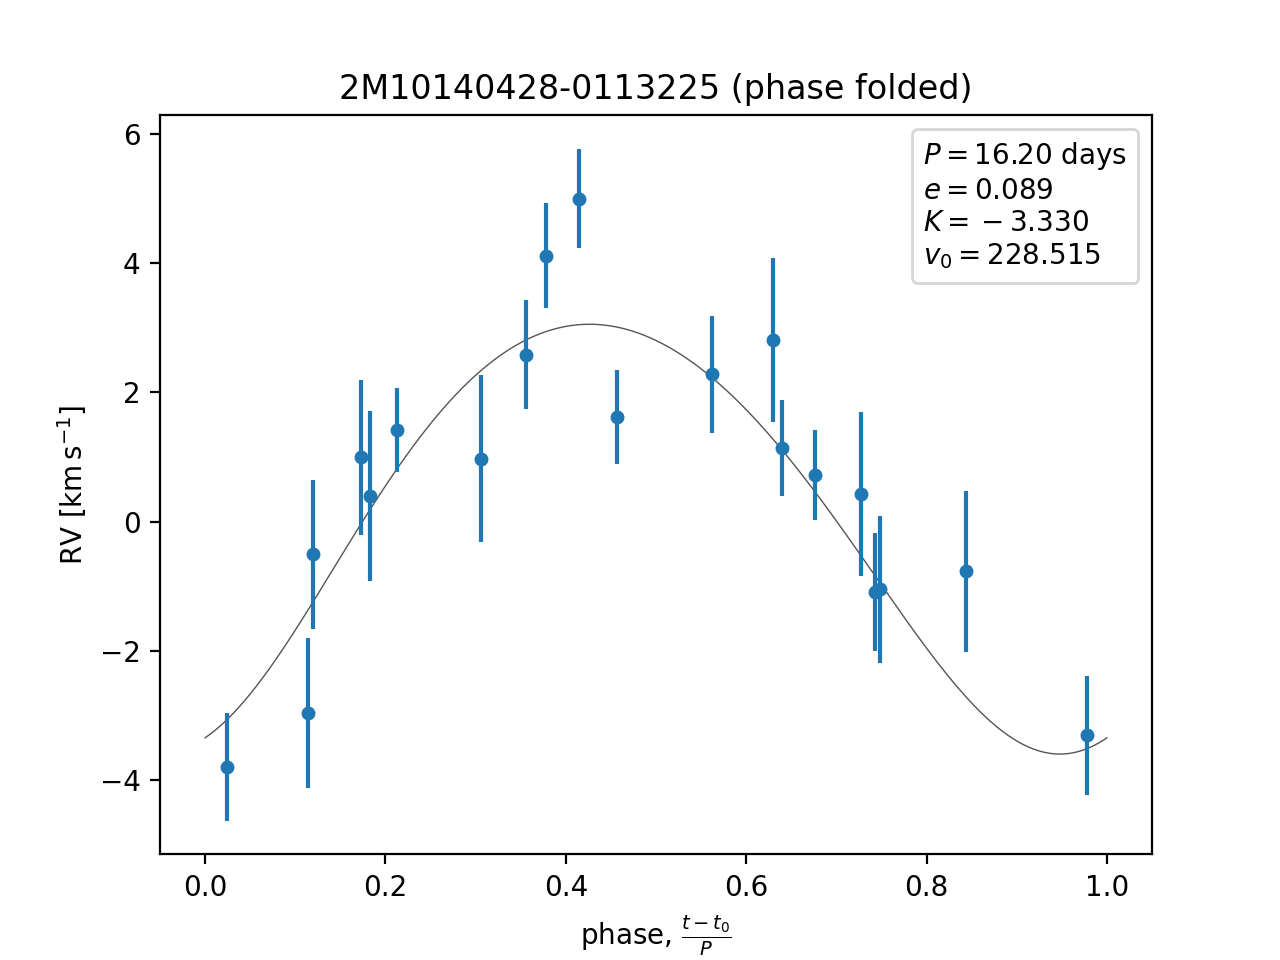 2M10140428-0113225 (phase folded)
P = 16.20 days
e = 0.089
K = −3.330
v₀ = 228.515
RV [km s⁻¹]
6
4
2
0
−2
−4
0.0 0.2 0.4 0.6 0.8 1.0
phase, (t − t₀)/P